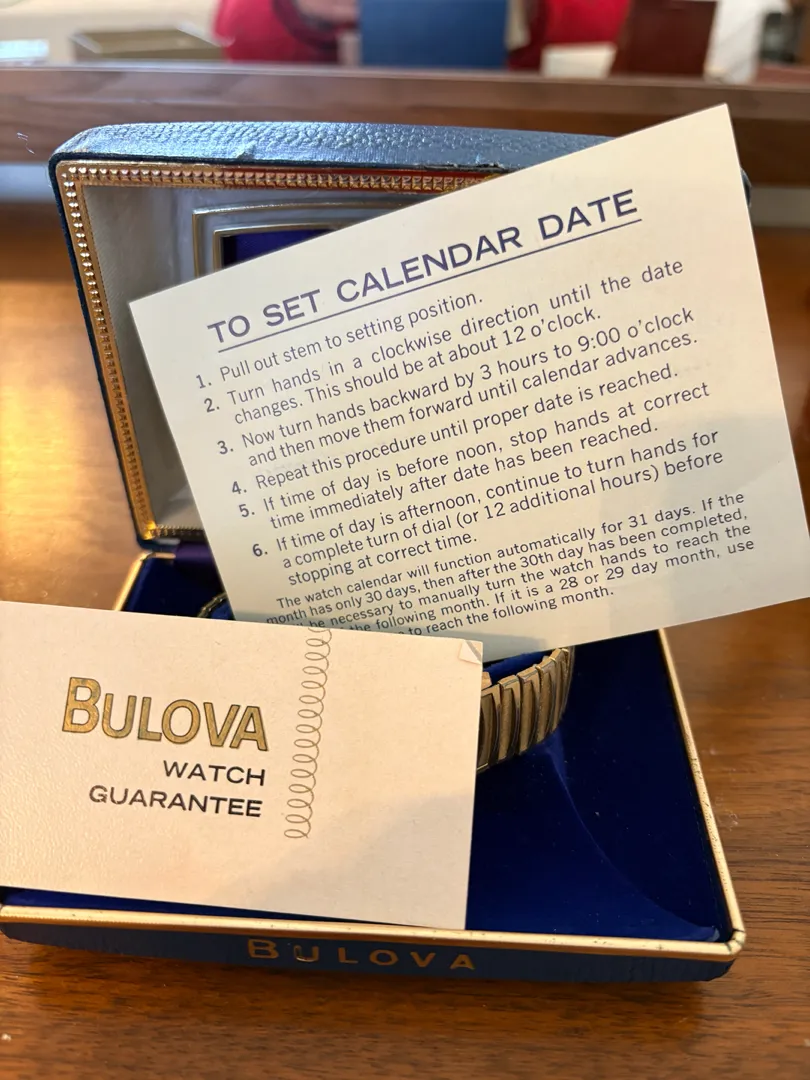 TO SET CALENDAR DATE
1. Pull out stem to setting position.
2. Turn hands in a clockwise direction until the date
changes. This should be at about 12 o'clock.
3. Now turn hands backward by 3 hours to 9:00 o'clock
and then move them forward until calendar advances.
4. Repeat this procedure until proper date is reached.
5. If time of day is before noon, stop hands at correct
time immediately after date has been reached.
6. If time of day is afternoon, continue to turn hands for
a complete turn of dial (or 12 additional hours) before
stopping at correct time.
The watch calendar will function automatically for 31 days. If the
month has only 30 days, then after the 30th day has been completed,
be necessary to manually turn the watch hands to reach the
the following month. If it is a 28 or 29 day month, use
to reach the following month.
BULOVA
WATCH
GUARANTEE
BULOVA